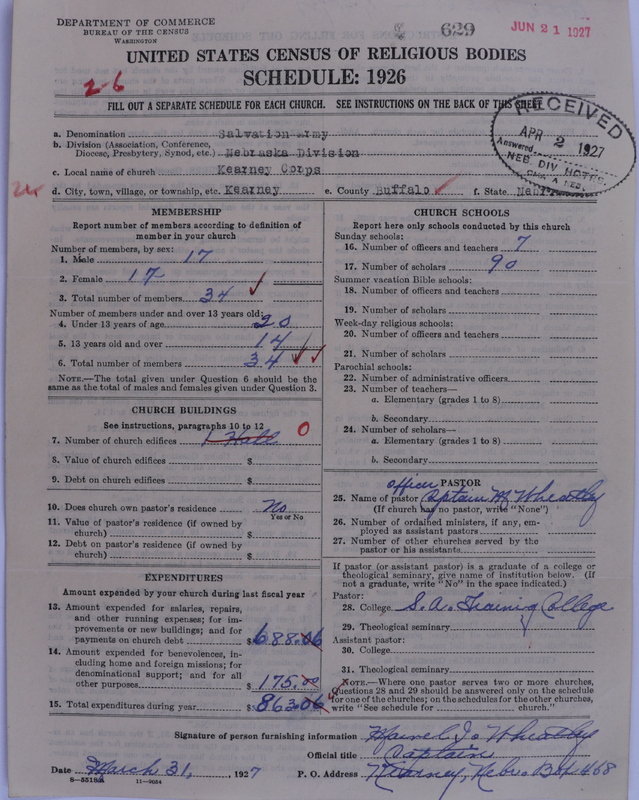 DEPARTMENT OF COMMERCE
BUREAU OF THE CENSUS
WASHINGTON
629
JUN 21 1927
UNITED STATES CENSUS OF RELIGIOUS BODIES
SCHEDULE: 1926
2-6
FILL OUT A SEPARATE SCHEDULE FOR EACH CHURCH. SEE INSTRUCTIONS ON THE BACK OF THIS SHEET
RECEIVED
APR 2 1927
Answered
NEB. DIV. HDTRS
OMAHA NEB.
a. Denomination Salvation Army
b. Division (Association, Conference,
Diocese, Presbytery, Synod, etc.) Nebraska Division
c. Local name of church Kearney Corps
d. City, town, village, or township, etc. Kearney e. County Buffalo f. State Nebr
MEMBERSHIP
Report number of members according to definition of
member in your church
Number of members, by sex:
1. Male 17
2. Female 17
3. Total number of members 34
Number of members under and over 13 years old:
4. Under 13 years of age 20
5. 13 years old and over 14
6. Total number of members 34
NOTE.—The total given under Question 6 should be the
same as the total of males and females given under Question 3.
CHURCH BUILDINGS
See instructions, paragraphs 10 to 12
7. Number of church edifices 1 Hall 0
8. Value of church edifices $
9. Debt on church edifices $
10. Does church own pastor's residence? No
Yes or No
11. Value of pastor's residence (if owned by
church) $
12. Debt on pastor's residence (if owned by
church) $
EXPENDITURES
Amount expended by your church during last fiscal year
13. Amount expended for salaries, repairs,
and other running expenses; for im-
provements or new buildings; and for
payments on church debt $688.06
14. Amount expended for benevolences, in-
cluding home and foreign missions; for
denominational support; and for all
other purposes $175.00
15. Total expenditures during year $863.06
CHURCH SCHOOLS
Report here only schools conducted by this church
Sunday schools:
16. Number of officers and teachers 7
17. Number of scholars 90
Summer vacation Bible schools:
18. Number of officers and teachers
19. Number of scholars
Week-day religious schools:
20. Number of officers and teachers
21. Number of scholars
Parochial schools:
22. Number of administrative officers
23. Number of teachers—
a. Elementary (grades 1 to 8)
b. Secondary
24. Number of scholars—
a. Elementary (grades 1 to 8)
b. Secondary
officer PASTOR
25. Name of pastor Captain M Wheatley
(If church has no pastor, write "None")
26. Number of ordained ministers, if any, em-
ployed as assistant pastors
27. Number of other churches served by the
pastor or his assistants
If pastor (or assistant pastor) is a graduate of a college or
theological seminary, give name of institution below. (If
not a graduate, write "No" in the space indicated.)
Pastor:
28. College S. A. Training College
29. Theological seminary
Assistant pastor:
30. College
31. Theological seminary
NOTE.—Where one pastor serves two or more churches,
Questions 28 and 29 should be answered only on the schedule
for one of the churches; on the schedules for the other churches,
write "See schedule for church."
Signature of person furnishing information Wheatley
Official title Captain
Date March 31, 1927 P. O. Address Kearney, Nebr. Box 468
11-9054